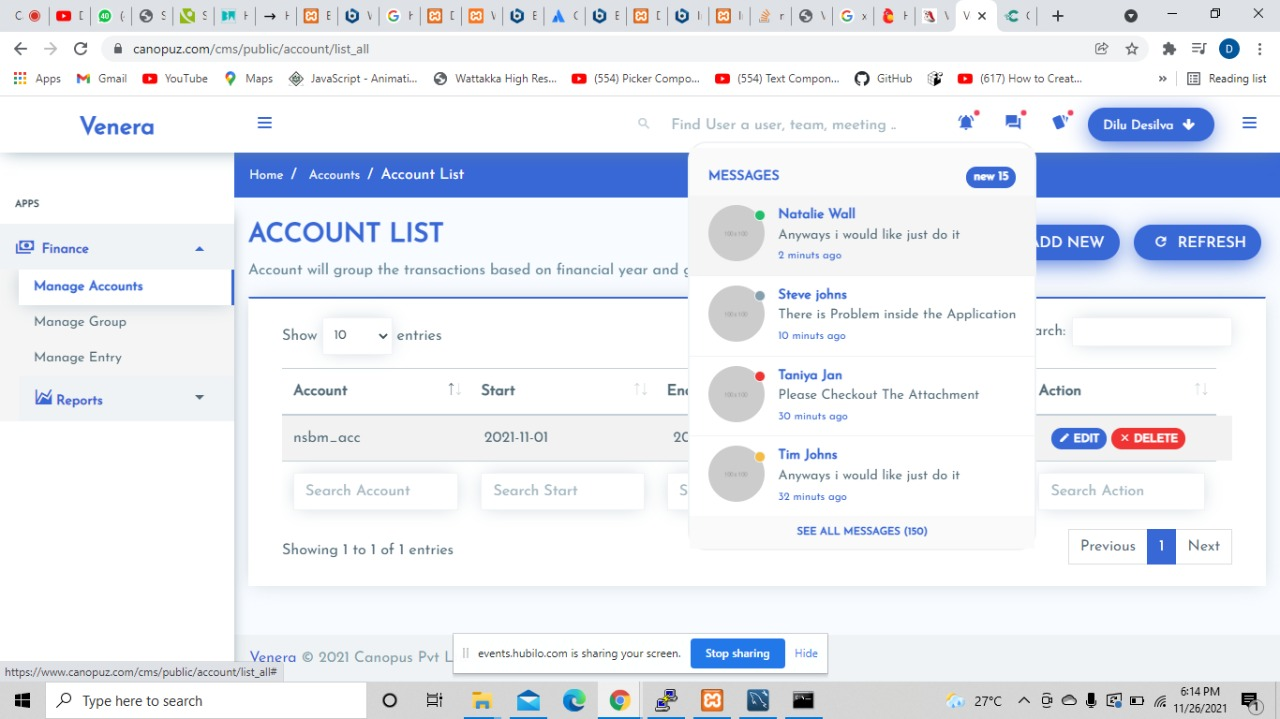 canopuz.com/cms/public/account/list_all
Apps
Gmail
YouTube
Maps
JavaScript - Animati...
Wattakka High Res...
(554) Picker Compo...
(554) Text Compon...
GitHub
(617) How to Creat...
»
Reading list
Venera
Find User a user, team, meeting ..
Dilu Desilva
Home / Accounts / Account List
APPS
Finance
Manage Accounts
Manage Group
Manage Entry
Reports
ACCOUNT LIST
Account will group the transactions based on financial year and g
ADD NEW
REFRESH
MESSAGES
new 15
Natalie Wall
Anyways i would like just do it
2 minuts ago
Steve johns
There is Problem inside the Application
10 minuts ago
Taniya Jan
Please Checkout The Attachment
30 minuts ago
Tim Johns
Anyways i would like just do it
32 minuts ago
SEE ALL MESSAGES (150)
Show 10 entries
arch:
Account Start En Action
nsbm_acc 2021-11-01 20 EDIT DELETE
Search Account Search Start S Search Action
Showing 1 to 1 of 1 entries
Previous 1 Next
Venera © 2021 Canopus Pvt L
events.hubilo.com is sharing your screen. Stop sharing Hide
https://www.canopuz.com/cms/public/account/list_all#
Type here to search
27°C
6:14 PM
11/26/2021